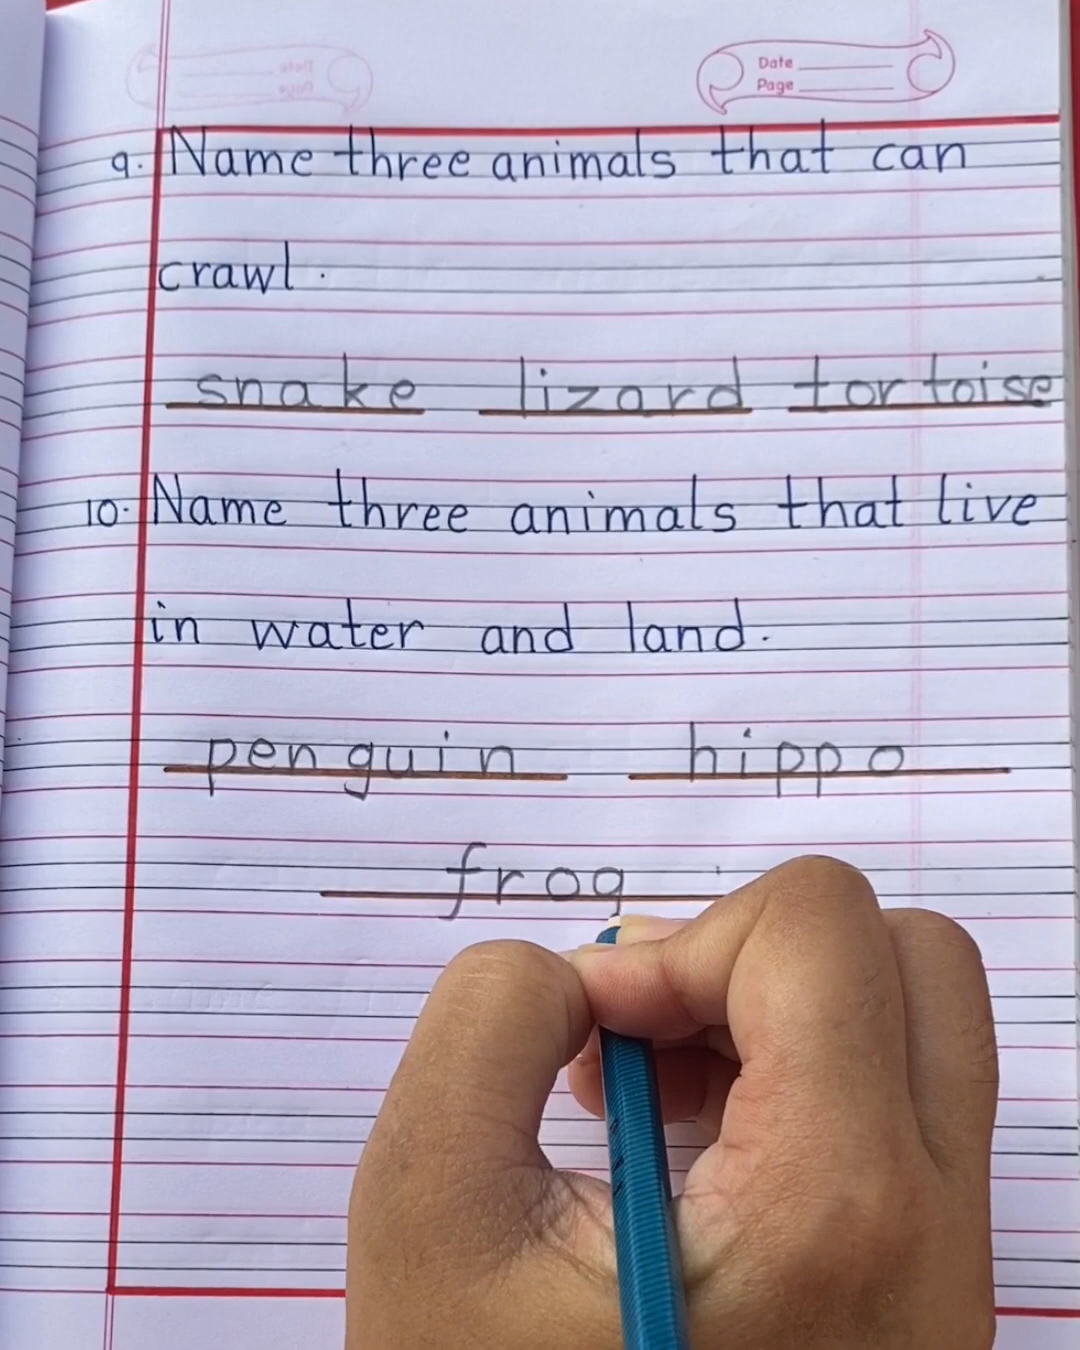 Date
Page
9. Name three animals that can
crawl.
snake lizard tortoise
10. Name three animals that live
in water and land.
penguin hippo
frog